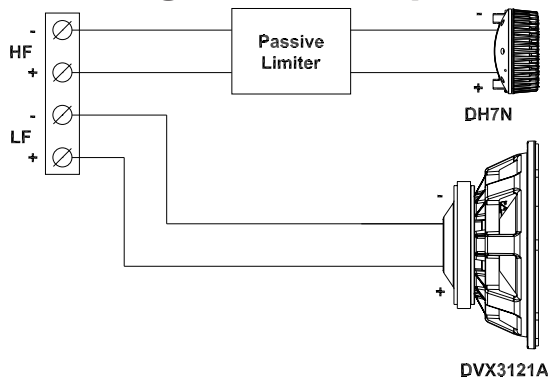 -
HF
+
-
LF
+
Passive
Limiter
-
+
DH7N
-
+
DVX3121A